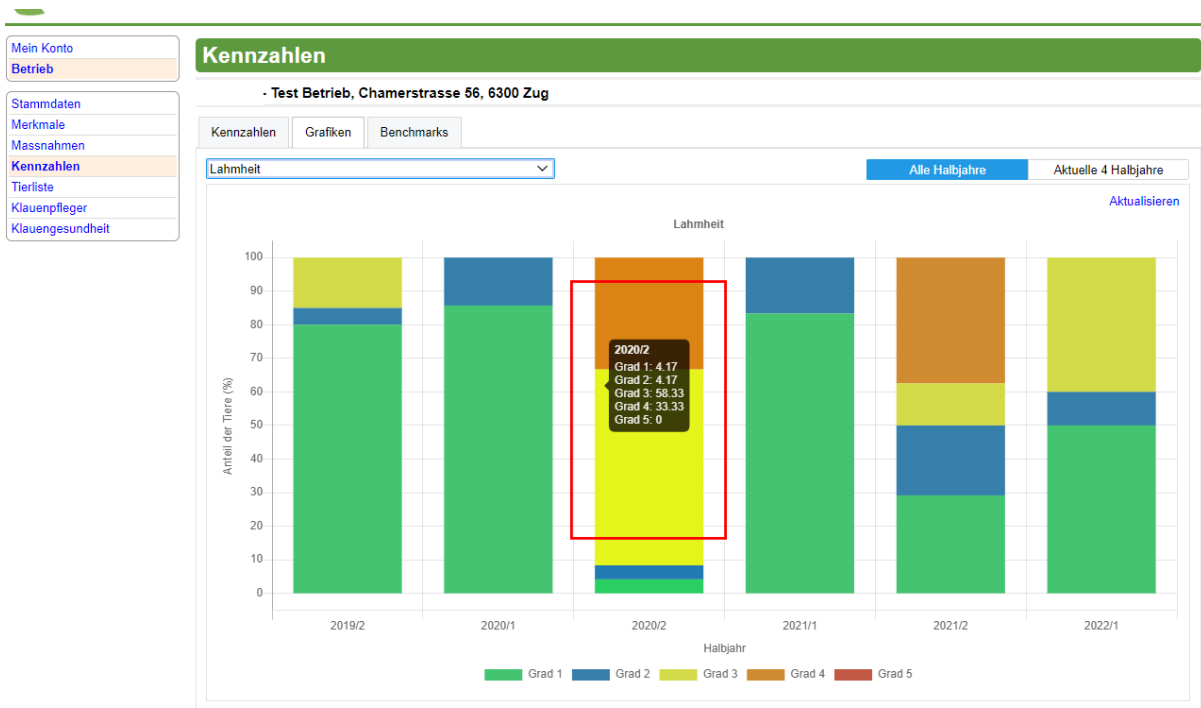 Mein Konto
Betrieb
Stammdaten
Merkmale
Massnahmen
Kennzahlen
Tierliste
Klauenpfleger
Klauengesundheit
Kennzahlen
- Test Betrieb, Chamerstrasse 56, 6300 Zug
Kennzahlen Grafiken Benchmarks
Lahmheit Alle Halbjahre Aktuelle 4 Halbjahre
Aktualisieren
Lahmheit
Anteil der Tiere (%)
100
90
80
70
60
50
40
30
20
10
0
2020/2
Grad 1: 4.17
Grad 2: 4.17
Grad 3: 58.33
Grad 4: 33.33
Grad 5: 0
2019/2 2020/1 2020/2 2021/1 2021/2 2022/1
Halbjahr
Grad 1 Grad 2 Grad 3 Grad 4 Grad 5